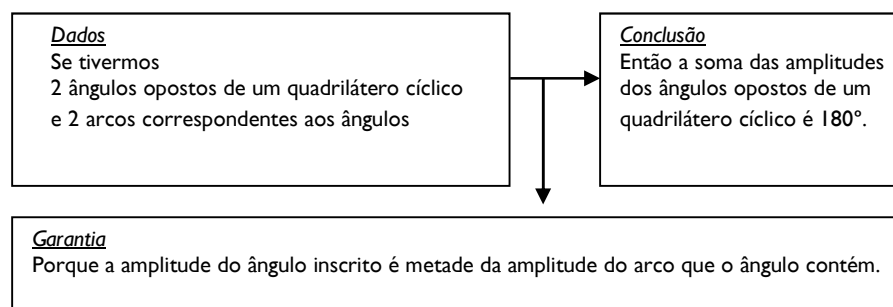 Dados
Se tivermos
2 ângulos opostos de um quadrilátero cíclico
e 2 arcos correspondentes aos ângulos
Conclusão
Então a soma das amplitudes
dos ângulos opostos de um
quadrilátero cíclico é 180º.
Garantia
Porque a amplitude do ângulo inscrito é metade da amplitude do arco que o ângulo contém.